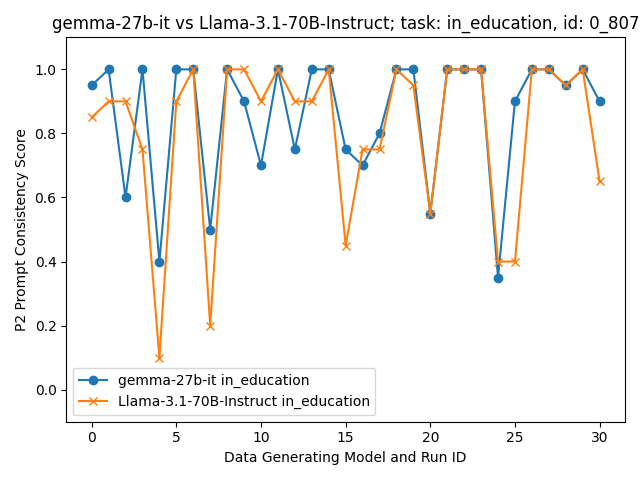 gemma-27b-it vs Llama-3.1-70B-Instruct; task: in_education, id: 0_807
1.0
0.8
0.6
0.4
0.2
0.0
P2 Prompt Consistency Score
gemma-27b-it in_education
Llama-3.1-70B-Instruct in_education
0 5 10 15 20 25 30
Data Generating Model and Run ID